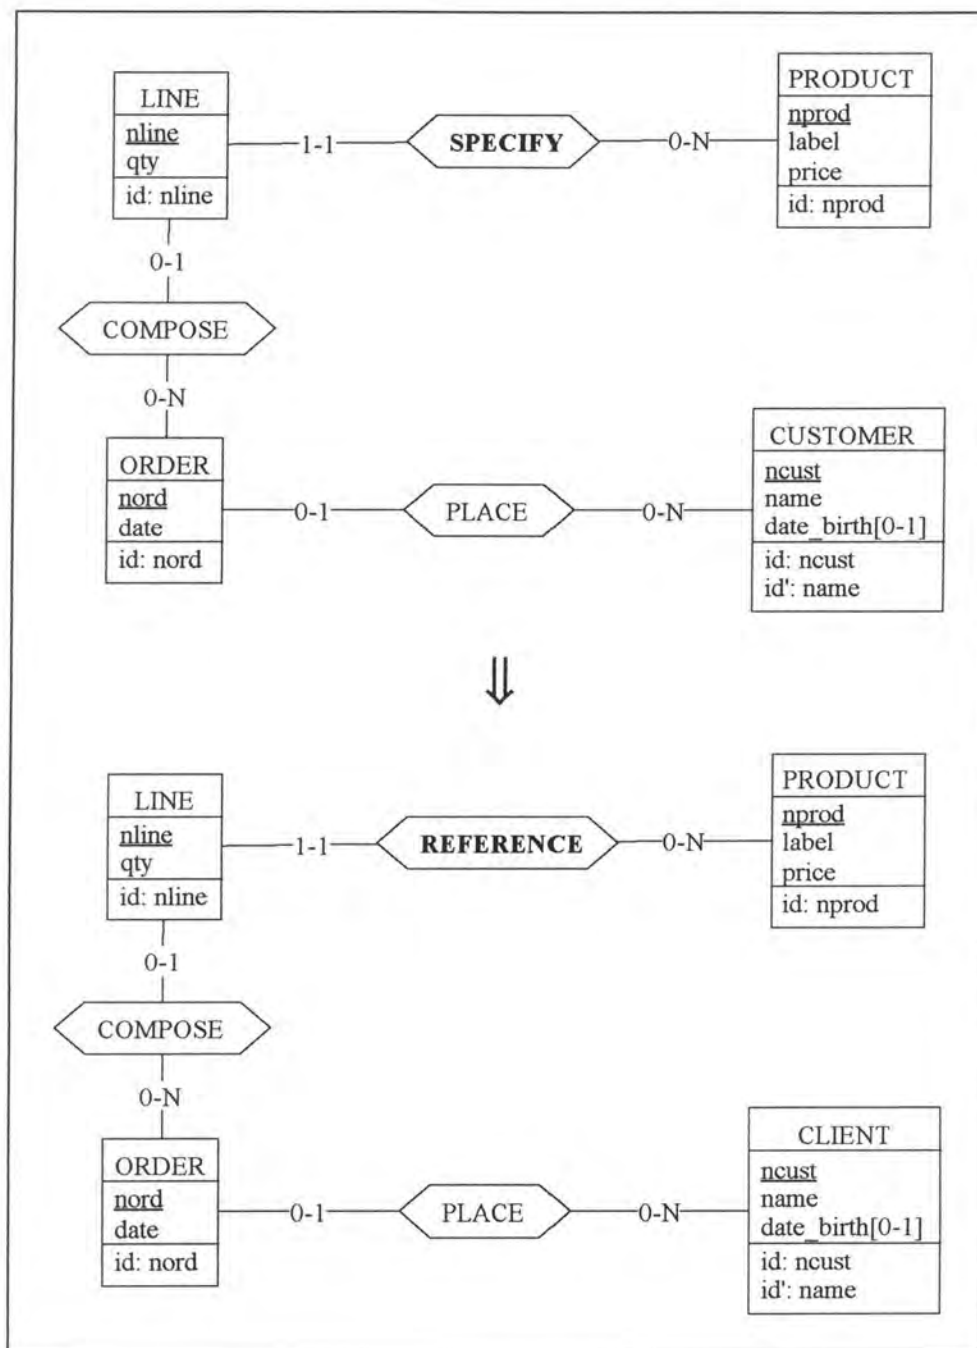 LINE
nline
qty
id: nline
1-1
SPECIFY
0-N
PRODUCT
nprod
label
price
id: nprod
0-1
COMPOSE
0-N
ORDER
nord
date
id: nord
0-1
PLACE
0-N
CUSTOMER
ncust
name
date_birth[0-1]
id: ncust
id': name
⇓
LINE
nline
qty
id: nline
1-1
REFERENCE
0-N
PRODUCT
nprod
label
price
id: nprod
0-1
COMPOSE
0-N
ORDER
nord
date
id: nord
0-1
PLACE
0-N
CLIENT
ncust
name
date_birth[0-1]
id: ncust
id': name